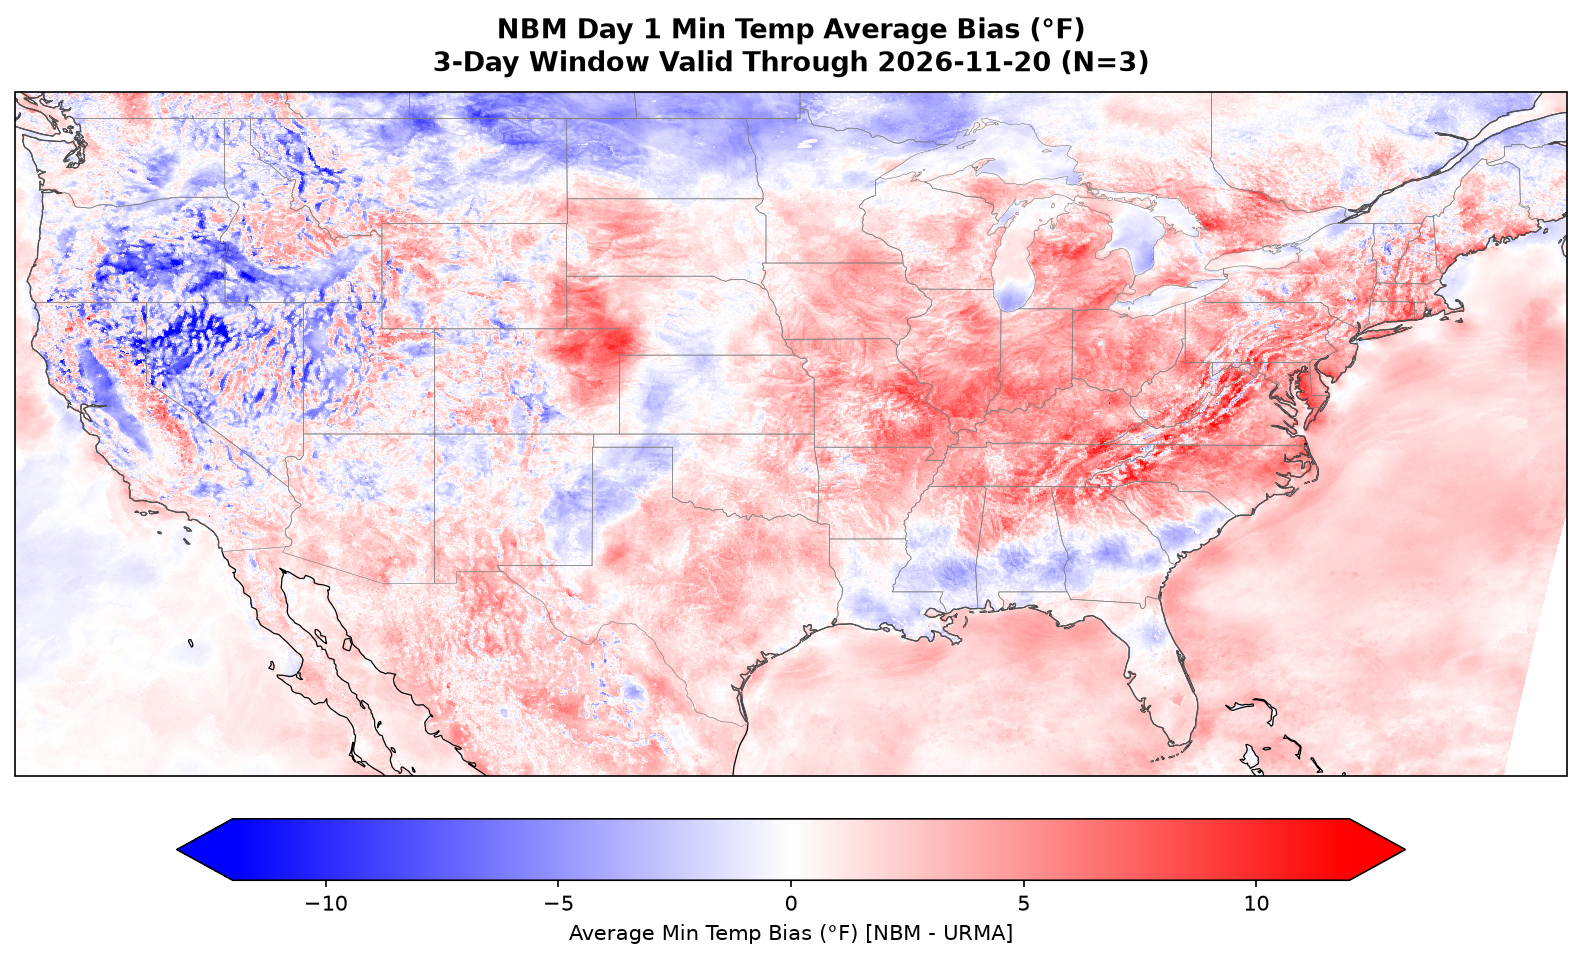 NBM Day 1 Min Temp Average Bias (°F)
3-Day Window Valid Through 2026-11-20 (N=3)
−10 −5 0 5 10
Average Min Temp Bias (°F) [NBM - URMA]